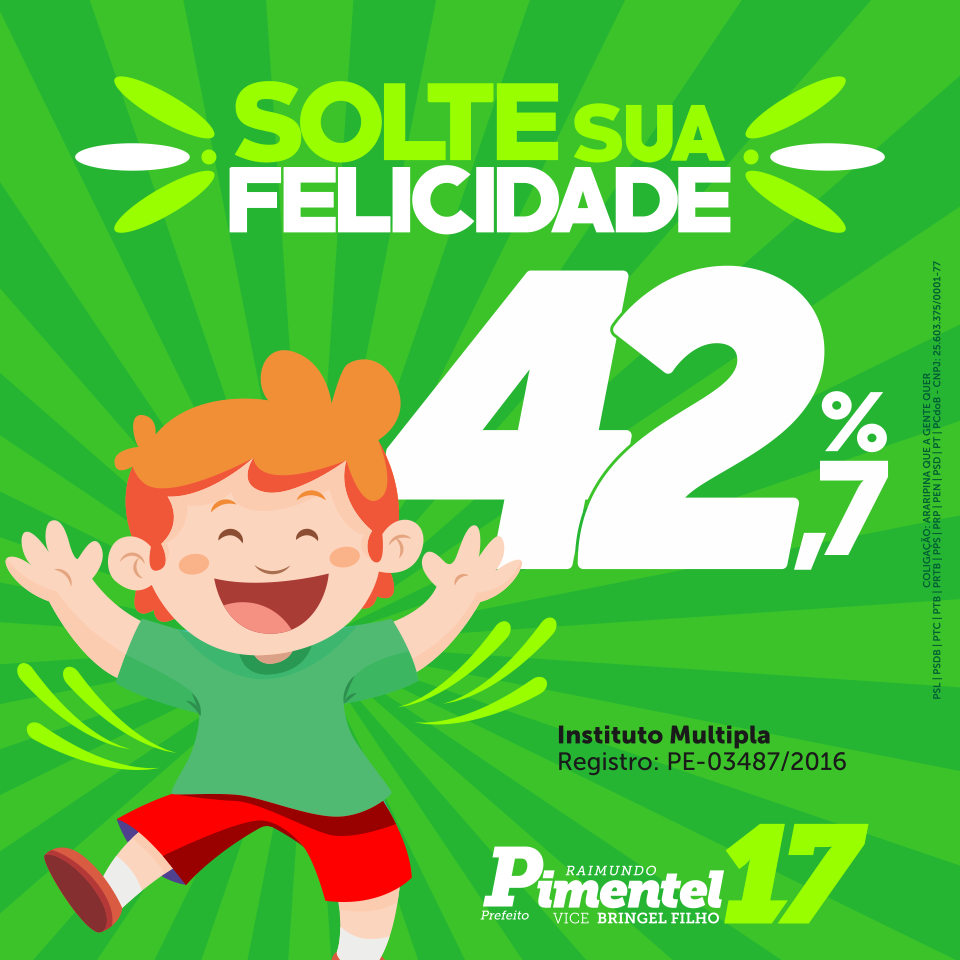 SOLTE SUA
FELICIDADE
42,7%
COLIGAÇÃO: ARARIPINA QUE A GENTE QUER
PSL | PSDB | PTC | PTB | PRTB | PPS | PRP | PEN | PSD | PT | PCdoB - CNPJ: 25.603.375/0001-77
Instituto Multipla
Registro: PE-03487/2016
RAIMUNDO
Pimentel 17
Prefeito VICE BRINGEL FILHO